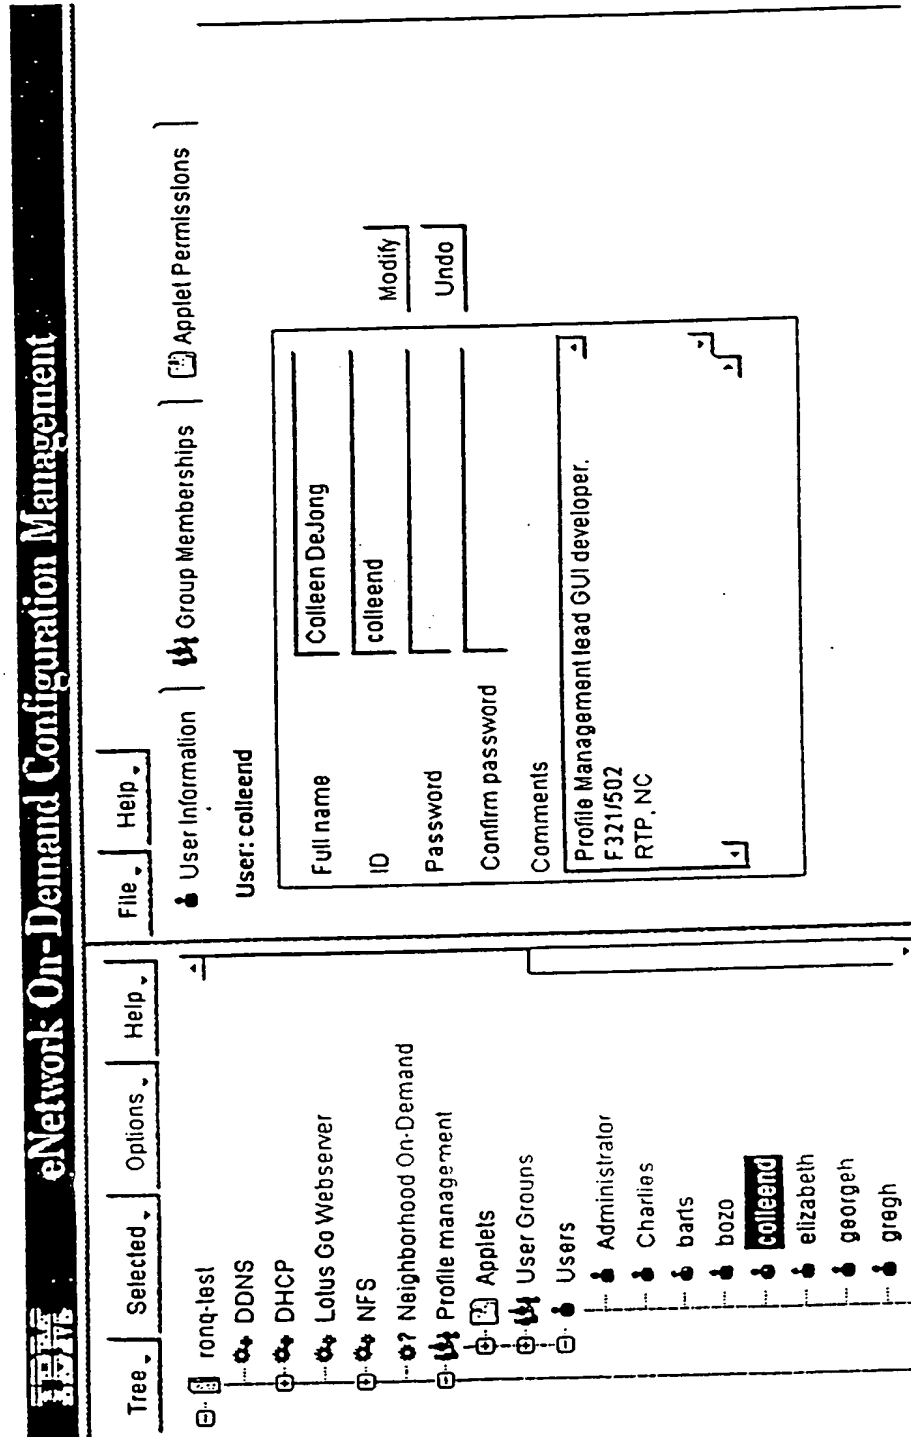 IBM eNetwork On-Demand Configuration Management
Tree Selected Options Help
ronq-test
DDNS
DHCP
Lotus Go Webserver
NFS
? Neighborhood On-Demand
Profile management
Applets
User Groups
Users
Administrator
Charlies
barts
bozo
colleend
elizabeth
georgeh
gregh
File Help
User Information Group Memberships Applet Permissions
User: colleend
Full name Colleen DeJong
ID colleend Modify
Password Undo
Confirm password
Comments
Profile Management lead GUI developer.
F321/502
RTP, NC